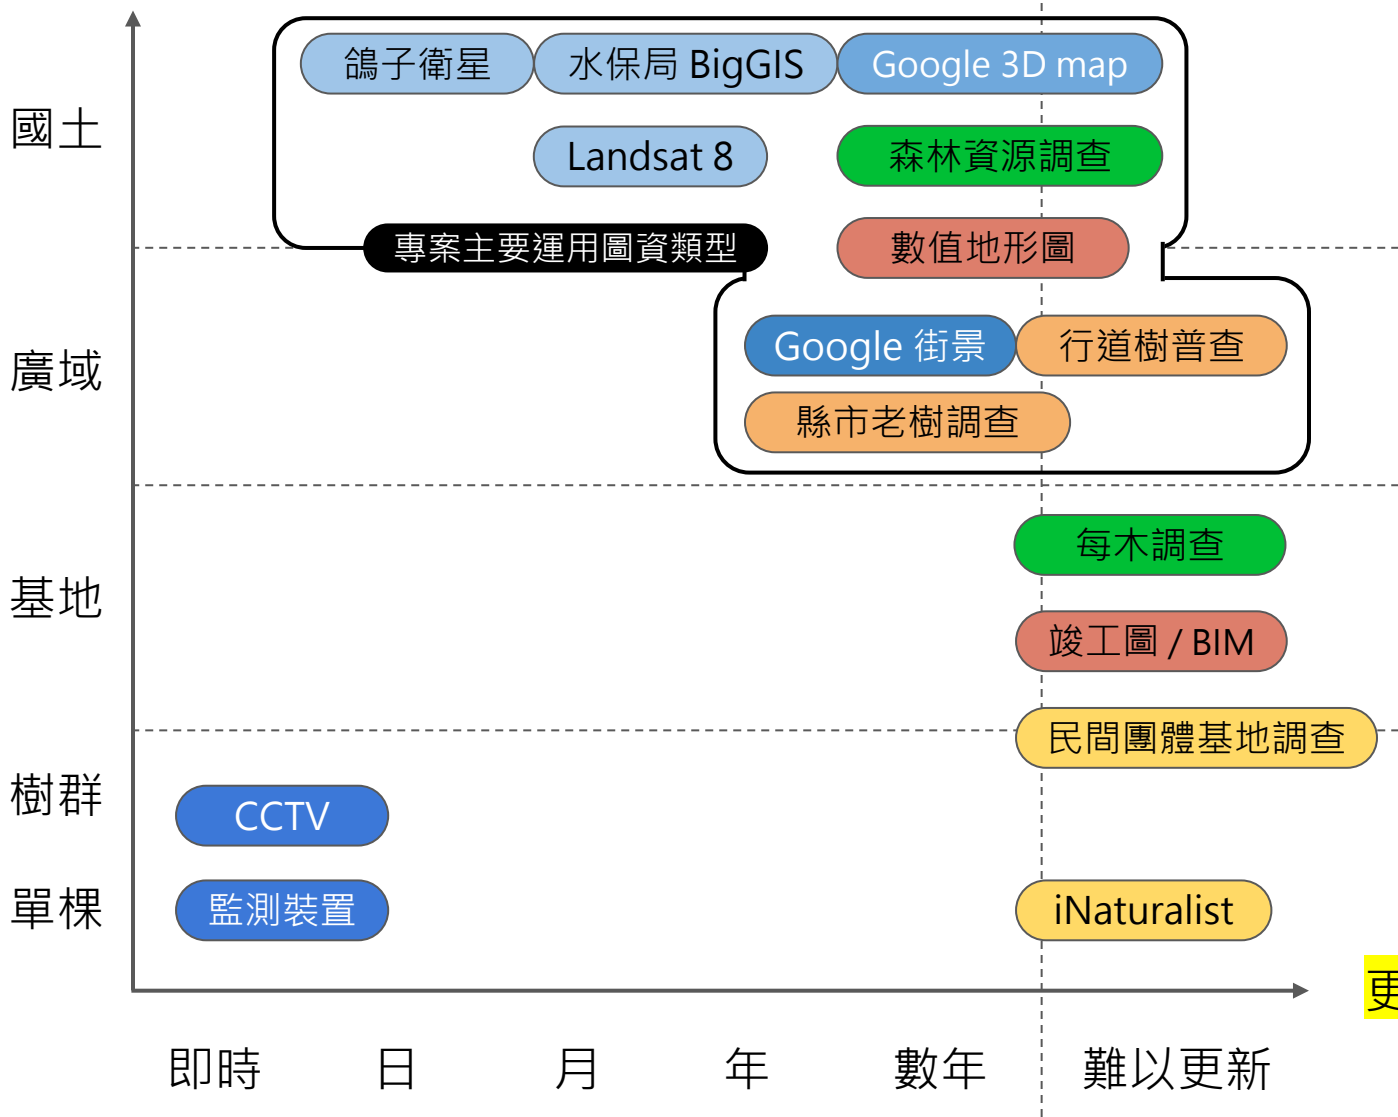 國土
鴿子衛星
水保局 BigGIS
Google 3D map
Landsat 8
森林資源調查
專案主要運用圖資類型
數值地形圖
廣域
Google 街景
行道樹普查
縣市老樹調查
基地
每木調查
竣工圖 / BIM
民間團體基地調查
樹群
CCTV
單棵
監測裝置
iNaturalist
更
即時
日
月
年
數年
難以更新